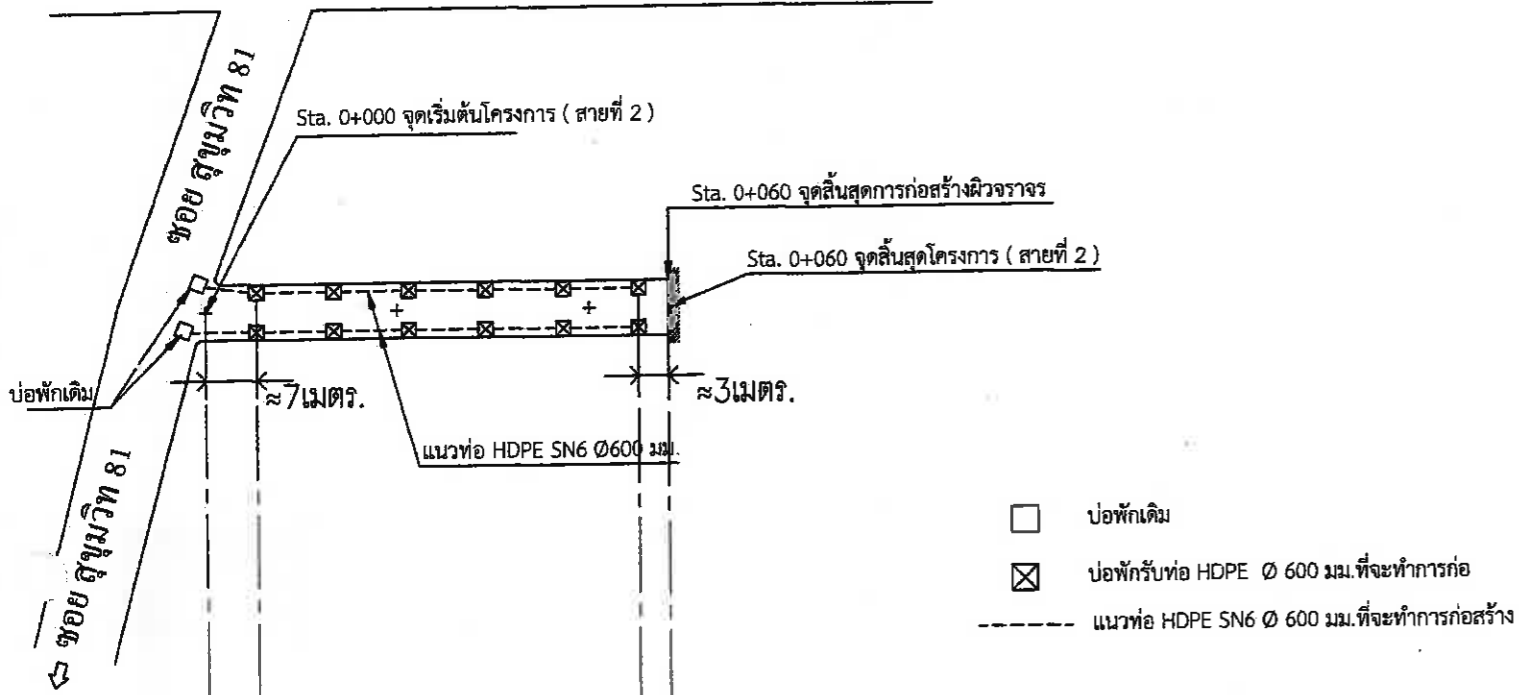 ซอย สุขุมวิท 81
Sta. 0+000 จุดเริ่มต้นโครงการ ( สายที่ 2 )
Sta. 0+060 จุดสิ้นสุดการก่อสร้างผิวจราจร
Sta. 0+060 จุดสิ้นสุดโครงการ ( สายที่ 2 )
บ่อพักเดิม
≈7เมตร.
≈3เมตร.
แนวท่อ HDPE SN6 Ø600 มม.
ซอย สุขุมวิท 81
บ่อพักเดิม
บ่อพักรับท่อ HDPE Ø 600 มม.ที่จะทำการก่อ
แนวท่อ HDPE SN6 Ø 600 มม.ที่จะทำการก่อสร้าง